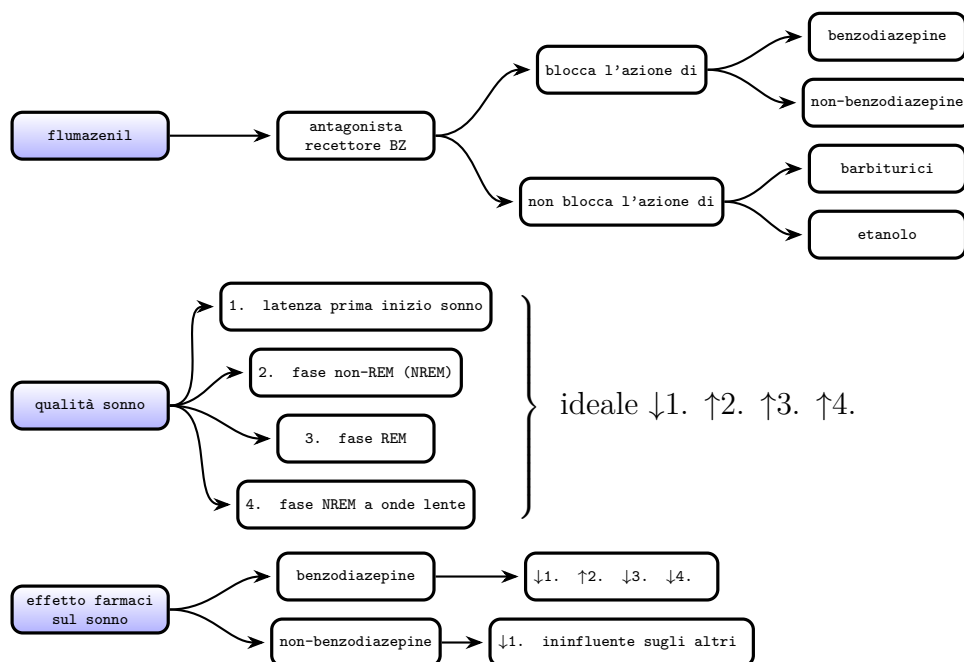 flumazenil
antagonista
recettore BZ
blocca l'azione di
benzodiazepine
non-benzodiazepine
non blocca l'azione di
barbiturici
etanolo
qualità sonno
1. latenza prima inizio sonno
2. fase non-REM (NREM)
3. fase REM
4. fase NREM a onde lente
ideale ↓1. ↑2. ↑3. ↑4.
effetto farmaci
sul sonno
benzodiazepine
↓1. ↑2. ↓3. ↓4.
non-benzodiazepine
↓1. ininfluente sugli altri